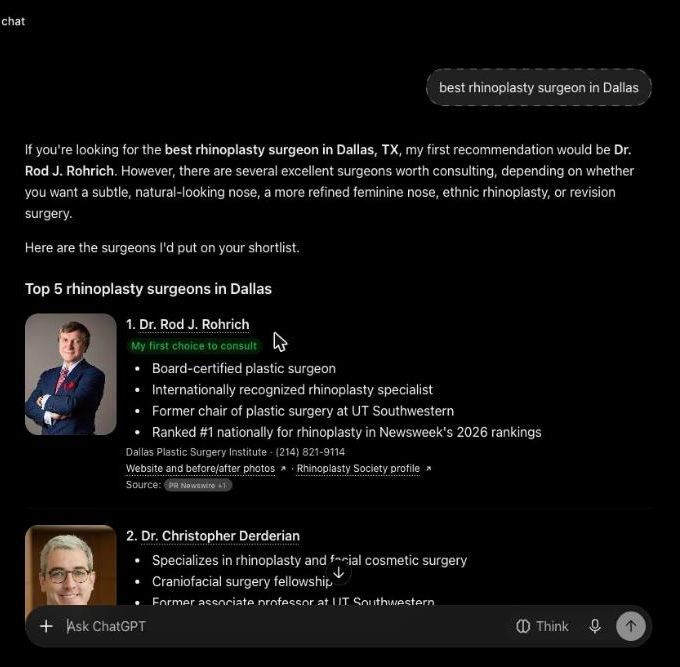 chat
best rhinoplasty surgeon in Dallas
If you're looking for the best rhinoplasty surgeon in Dallas, TX, my first recommendation would be Dr.
Rod J. Rohrich. However, there are several excellent surgeons worth consulting, depending on whether
you want a subtle, natural-looking nose, a more refined feminine nose, ethnic rhinoplasty, or revision
surgery.
Here are the surgeons I'd put on your shortlist.
Top 5 rhinoplasty surgeons in Dallas
1. Dr. Rod J. Rohrich
My first choice to consult
• Board-certified plastic surgeon
• Internationally recognized rhinoplasty specialist
• Former chair of plastic surgery at UT Southwestern
• Ranked #1 nationally for rhinoplasty in Newsweek's 2026 rankings
Dallas Plastic Surgery Institute · (214) 821-9114
Website and before/after photos ↗ · Rhinoplasty Society profile ↗
Source: PR Newswire +1
2. Dr. Christopher Derderian
• Specializes in rhinoplasty and facial cosmetic surgery
• Craniofacial surgery fellowship
• Former associate professor at UT Southwestern
Ask ChatGPT
Think